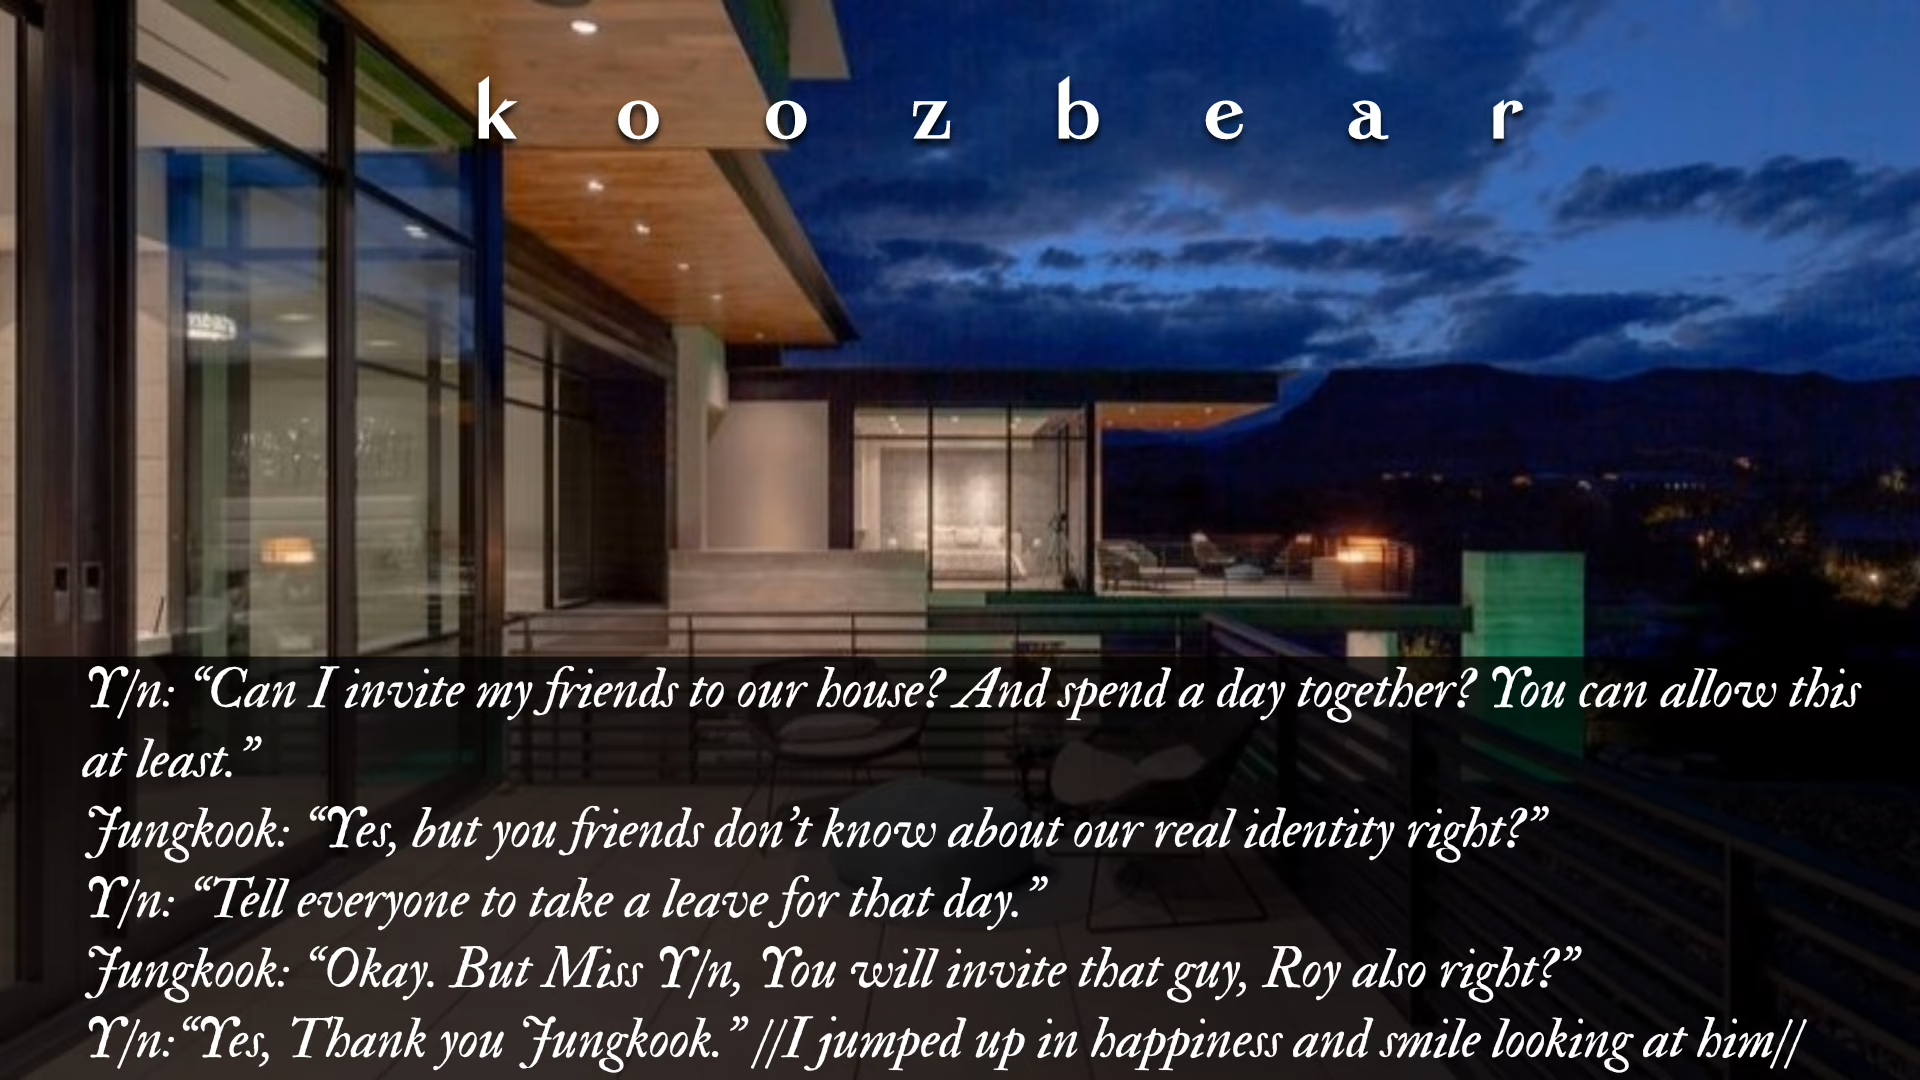 k o o z b e a r
Y/n: “Can I invite my friends to our house? And spend a day together? You can allow this
at least.”
Jungkook: “Yes, but you friends don’t know about our real identity right?”
Y/n: “Tell everyone to take a leave for that day.”
Jungkook: “Okay. But Miss Y/n, You will invite that guy, Roy also right?”
Y/n:“Yes, Thank you Jungkook.” //I jumped up in happiness and smile looking at him//